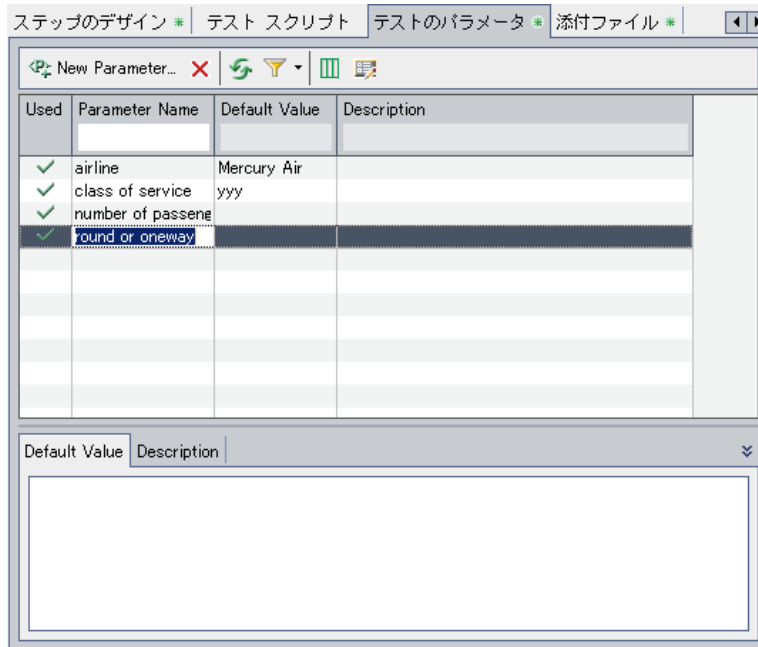 ステップのデザイン * テスト スクリプト テストのパラメータ * 添付ファイル *
New Parameter...
Used Parameter Name Default Value Description
airline Mercury Air
class of service yyy
number of passeng
round or oneway
Default Value Description